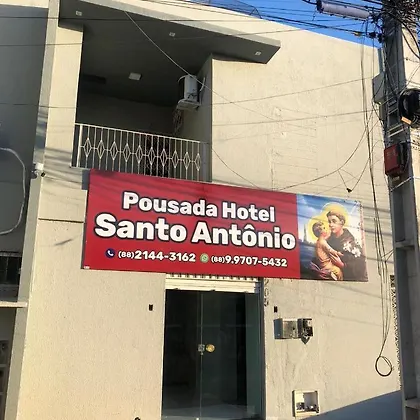 Pousada Hotel
Santo Antônio
(88)2144-3162 (88)9.9707-5432